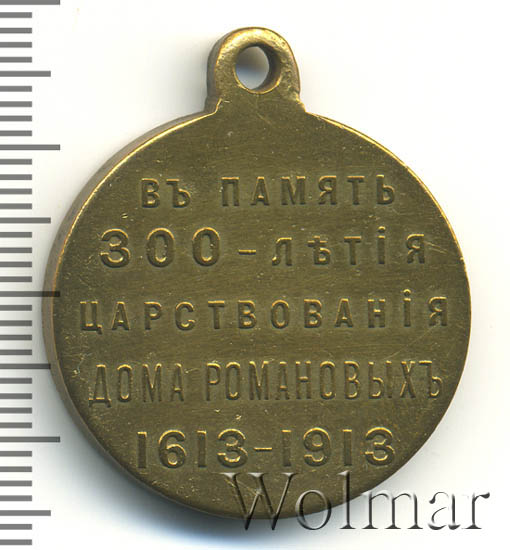 ВЪ ПАМЯТЬ
300-ЛѢТІЯ
ЦАРСТВОВАНІЯ
ДОМА РОМАНОВЫХЪ
1613-1913
Wolmar